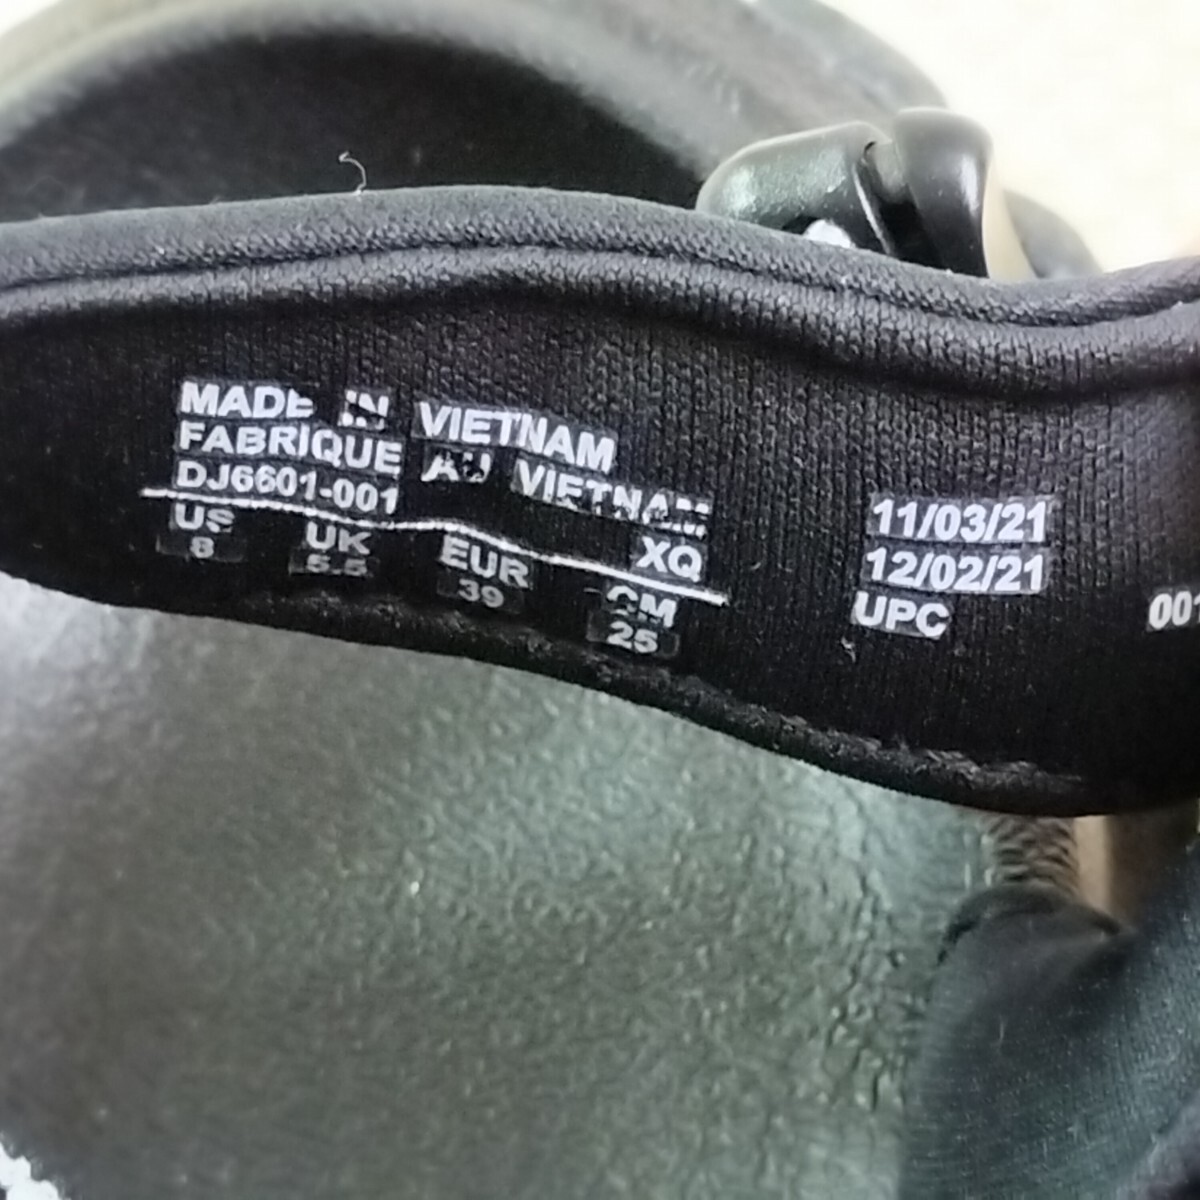 MADE IN VIETNAM
FABRIQUE AU VIETNAM
DJ6601-001 XQ
US UK EUR CM
8 5.5 39 25
11/03/21
12/02/21
UPC 001